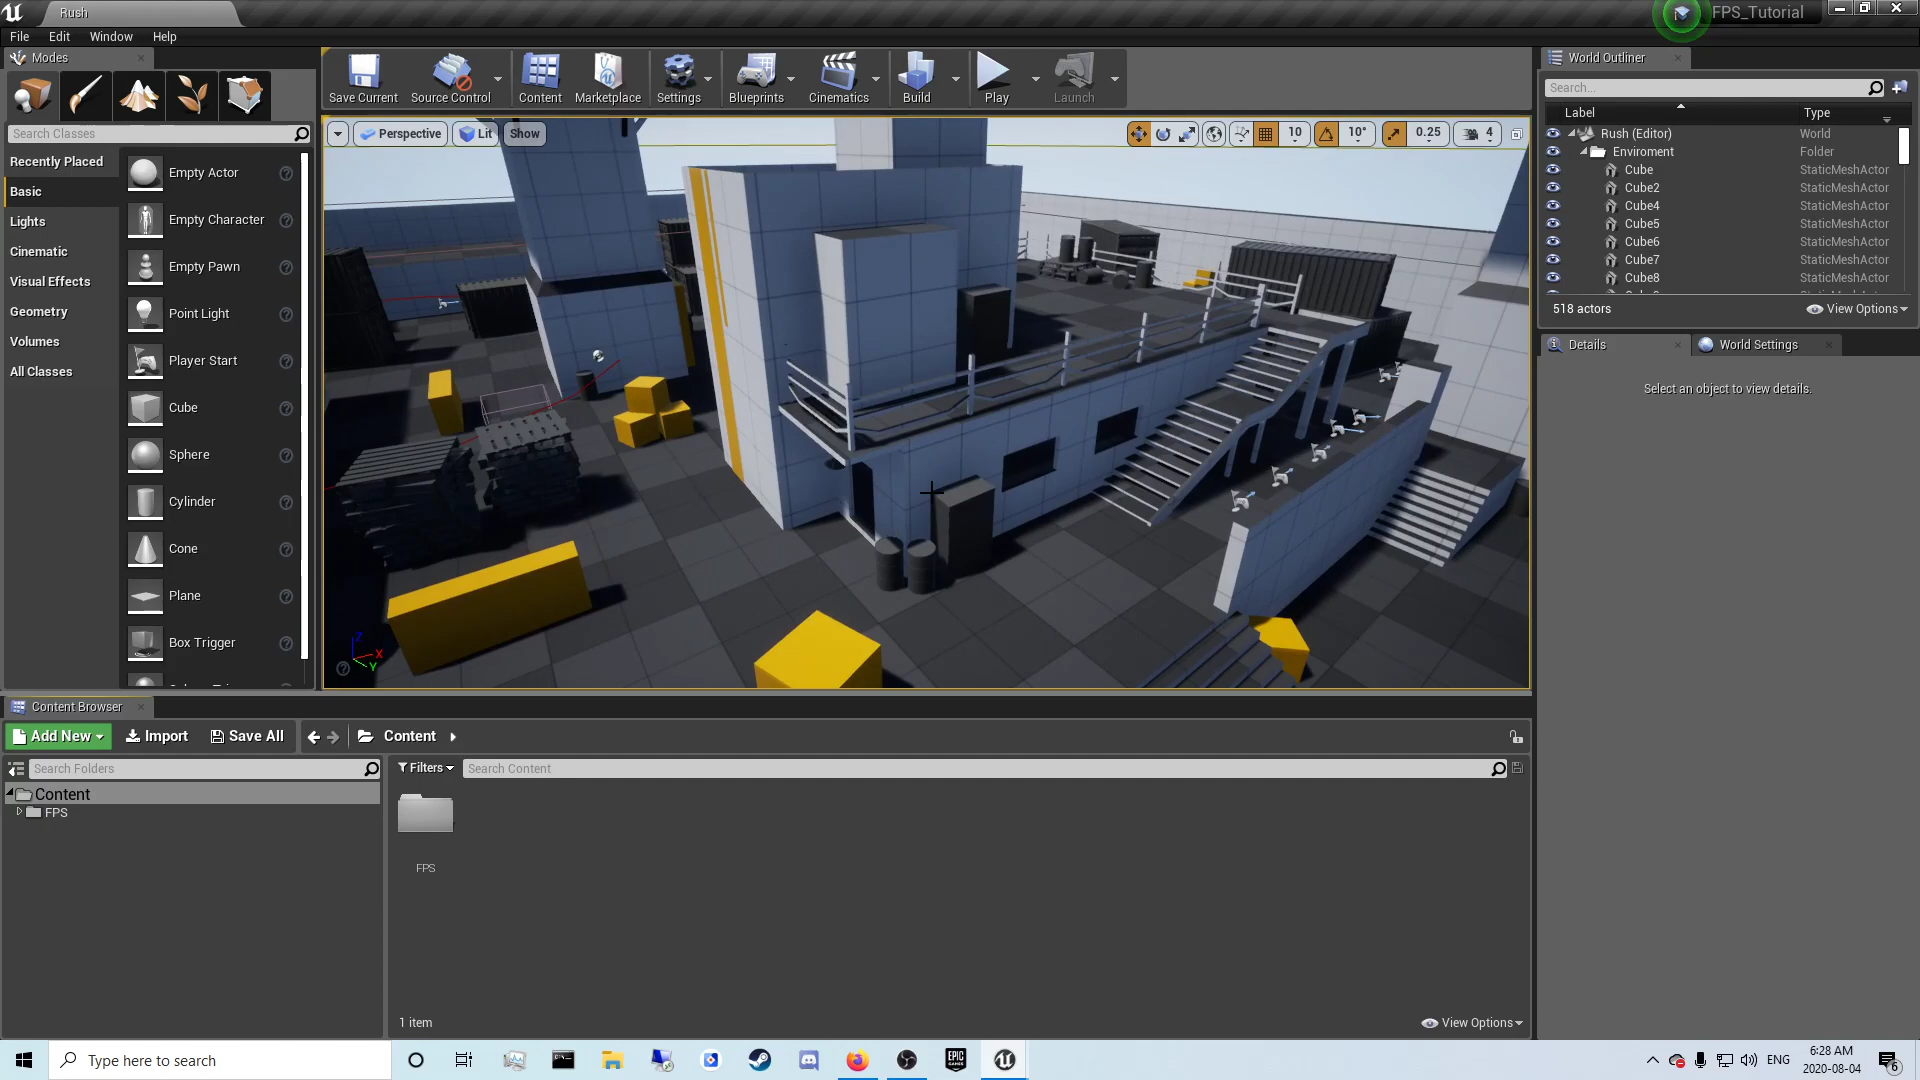 Rush
FPS_Tutorial
File Edit Window Help
Modes
Search Classes
Recently Placed
Basic
Lights
Cinematic
Visual Effects
Geometry
Volumes
All Classes
Empty Actor
Empty Character
Empty Pawn
Point Light
Player Start
Cube
Sphere
Cylinder
Cone
Plane
Box Trigger
Save Current Source Control Content Marketplace Settings Blueprints Cinematics Build Play Launch
Perspective Lit Show
10 10° 0.25 4
Z
X
Y
World Outliner
Search...
Label Type
Rush (Editor) World
Enviroment Folder
Cube StaticMeshActor
Cube2 StaticMeshActor
Cube4 StaticMeshActor
Cube5 StaticMeshActor
Cube6 StaticMeshActor
Cube7 StaticMeshActor
Cube8 StaticMeshActor
518 actors View Options
Details World Settings
Select an object to view details.
Content Browser
Add New Import Save All Content
Search Folders
Content
FPS
Filters Search Content
FPS
1 item View Options
Type here to search
EPIC GAMES
ENG
6:28 AM
2020-08-04
6